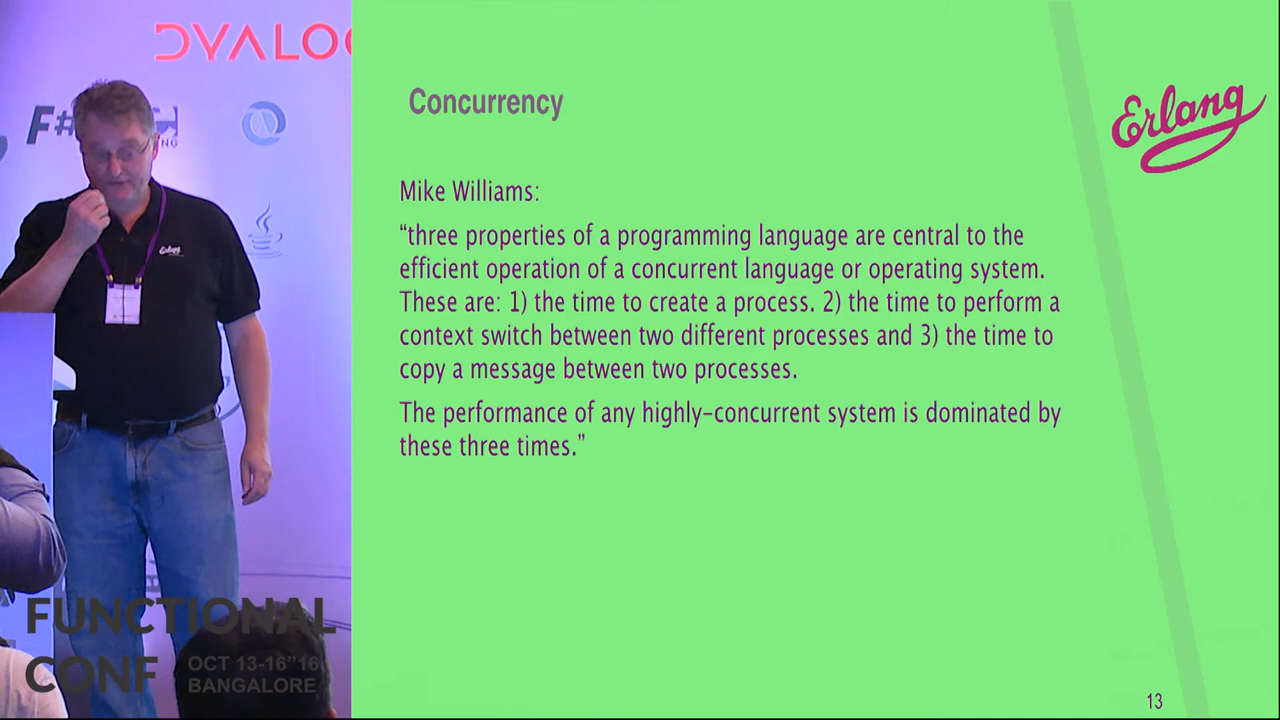 DYALOG
F#
NG
Erlang
FUNCTIONAL
CONF
OCT 13-16"16
BANGALORE
Concurrency
Erlang
Mike Williams:
“three properties of a programming language are central to the
efficient operation of a concurrent language or operating system.
These are: 1) the time to create a process. 2) the time to perform a
context switch between two different processes and 3) the time to
copy a message between two processes.
The performance of any highly-concurrent system is dominated by
these three times.”
13